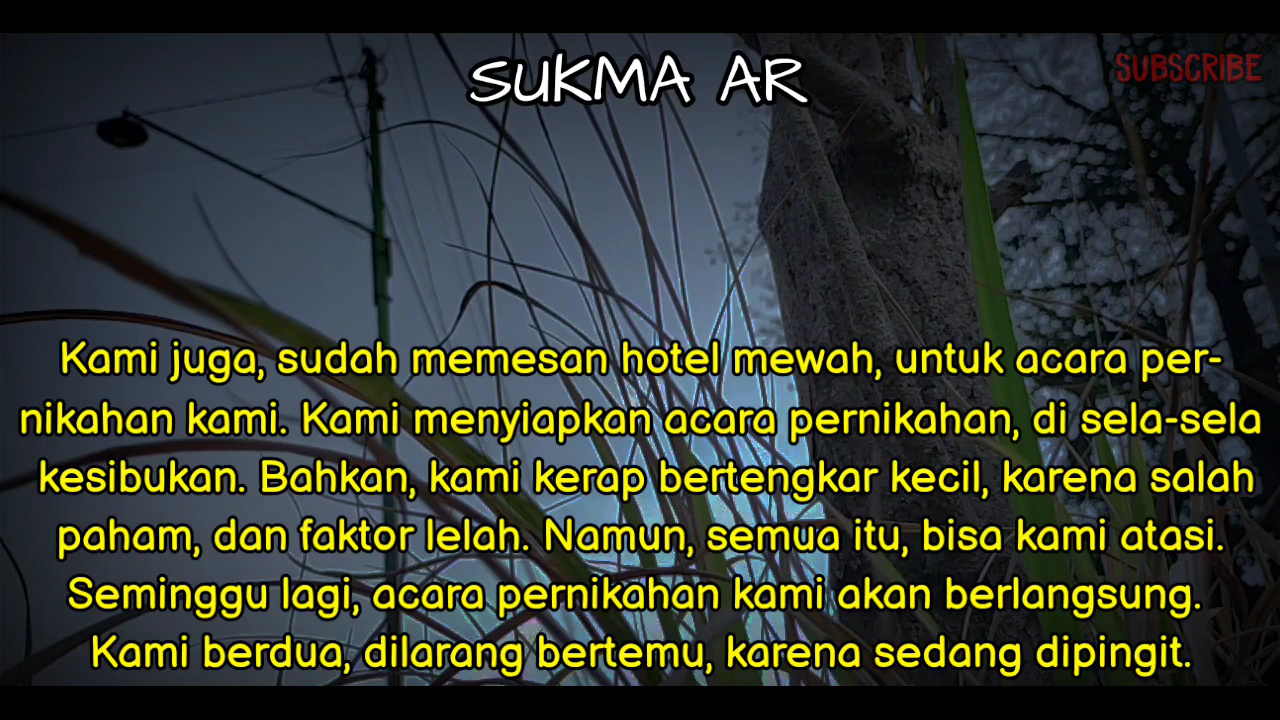 SUKMA AR
SUBSCRIBE
Kami juga, sudah memesan hotel mewah, untuk acara per-
nikahan kami. Kami menyiapkan acara pernikahan, di sela-sela
kesibukan. Bahkan, kami kerap bertengkar kecil, karena salah
paham, dan faktor lelah. Namun, semua itu, bisa kami atasi.
Seminggu lagi, acara pernikahan kami akan berlangsung.
Kami berdua, dilarang bertemu, karena sedang dipingit.